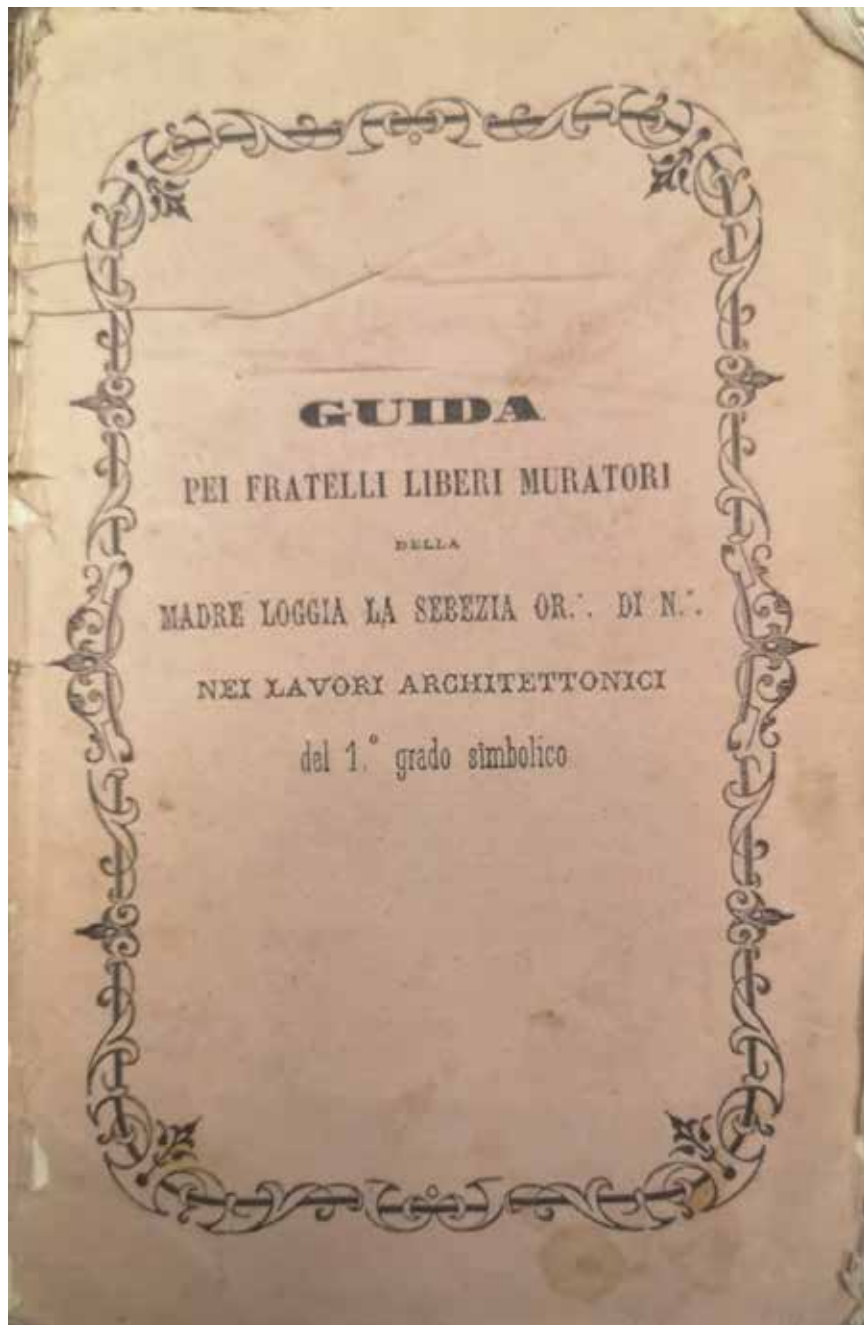 GUIDA
PEI FRATELLI LIBERI MURATORI
DELLA
MADRE LOGGIA LA SEBEZIA OR.·. DI N.·.
NEI LAVORI ARCHITETTONICI
del 1.° grado simbolico